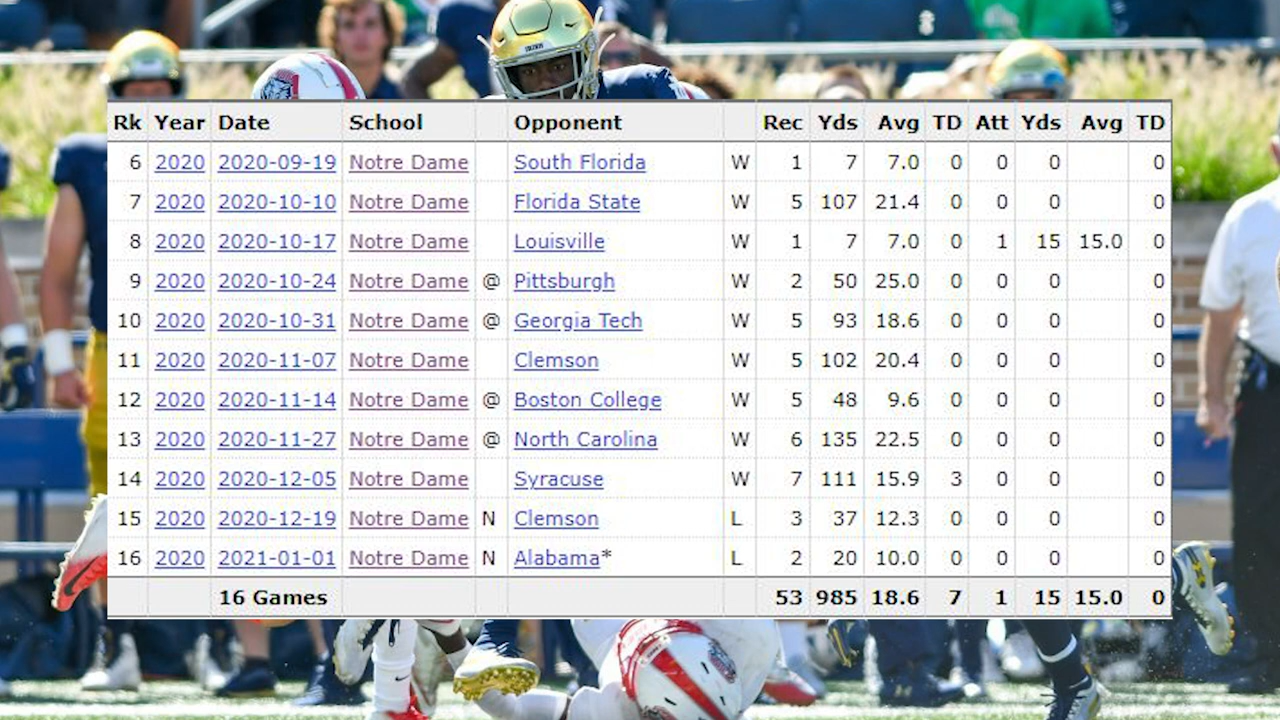 Rk Year Date School Opponent Rec Yds Avg TD Att Yds Avg TD
6 2020 2020-09-19 Notre Dame South Florida W 1 7 7.0 0 0 0 0
7 2020 2020-10-10 Notre Dame Florida State W 5 107 21.4 0 0 0 0
8 2020 2020-10-17 Notre Dame Louisville W 1 7 7.0 0 1 15 15.0 0
9 2020 2020-10-24 Notre Dame @ Pittsburgh W 2 50 25.0 0 0 0 0
10 2020 2020-10-31 Notre Dame @ Georgia Tech W 5 93 18.6 0 0 0 0
11 2020 2020-11-07 Notre Dame Clemson W 5 102 20.4 0 0 0 0
12 2020 2020-11-14 Notre Dame @ Boston College W 5 48 9.6 0 0 0 0
13 2020 2020-11-27 Notre Dame @ North Carolina W 6 135 22.5 0 0 0 0
14 2020 2020-12-05 Notre Dame Syracuse W 7 111 15.9 3 0 0 0
15 2020 2020-12-19 Notre Dame N Clemson L 3 37 12.3 0 0 0 0
16 2020 2021-01-01 Notre Dame N Alabama* L 2 20 10.0 0 0 0 0
16 Games 53 985 18.6 7 1 15 15.0 0